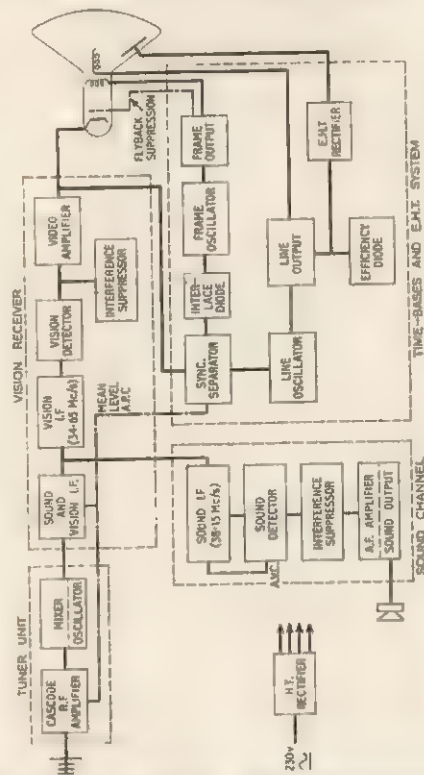 TUNER UNIT
CASCODE
R.F
AMPLIFIER
MIXER
OSCILLATOR
VISION RECEIVER
SOUND
AND
VISION I.F.
VISION
I.F
(34·65 Mc/s)
VISION
DETECTOR
VIDEO
AMPLIFIER
INTERFERENCE
SUPPRESSOR
MEAN
LEVEL
A.P.C
FLYBACK
SUPPRESSION
SYNC.
SEPARATOR
INTER-
LACE
DIODE
FRAME
OSCILLATOR
FRAME
OUTPUT
LINE
OSCILLATOR
LINE
OUTPUT
EFFICIENCY
DIODE
E.H.T
RECTIFIER
TIME-BASES AND E.H.T. SYSTEM
SOUND I.F
(38·15 Mc/s)
A.V.C.
SOUND
DETECTOR
INTERFERENCE
SUPPRESSOR
A.F. AMPLIFIER
SOUND OUTPUT
SOUND CHANNEL
230V
H.T.
RECTIFIER